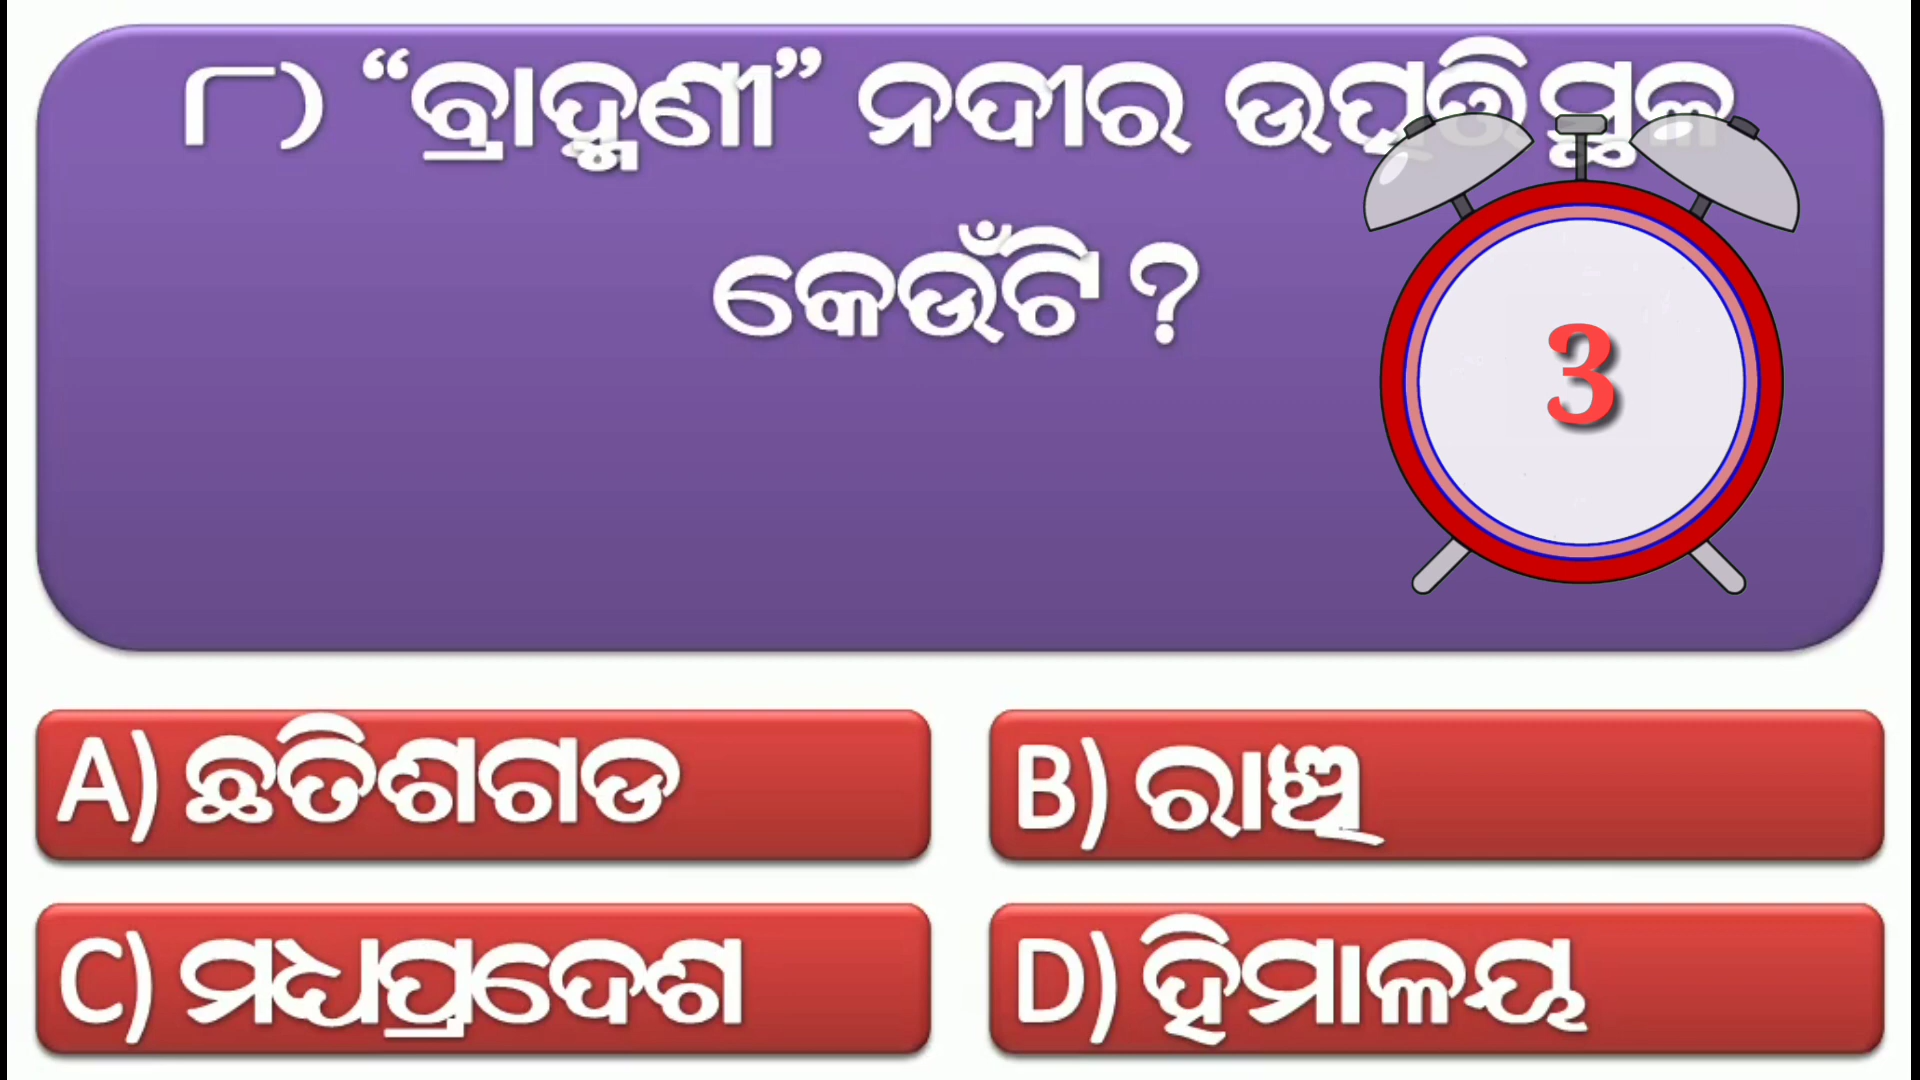 ୮) “ବ୍ରାହ୍ମଣୀ” ନଦୀର ଉତ୍ପତ୍ତିସ୍ଥଳ
କେଉଁଟି ?
3
A) ଛତିଶଗଡ
B) ରାଞ୍ଚି
C) ମଧ୍ୟପ୍ରଦେଶ
D) ହିମାଳୟ